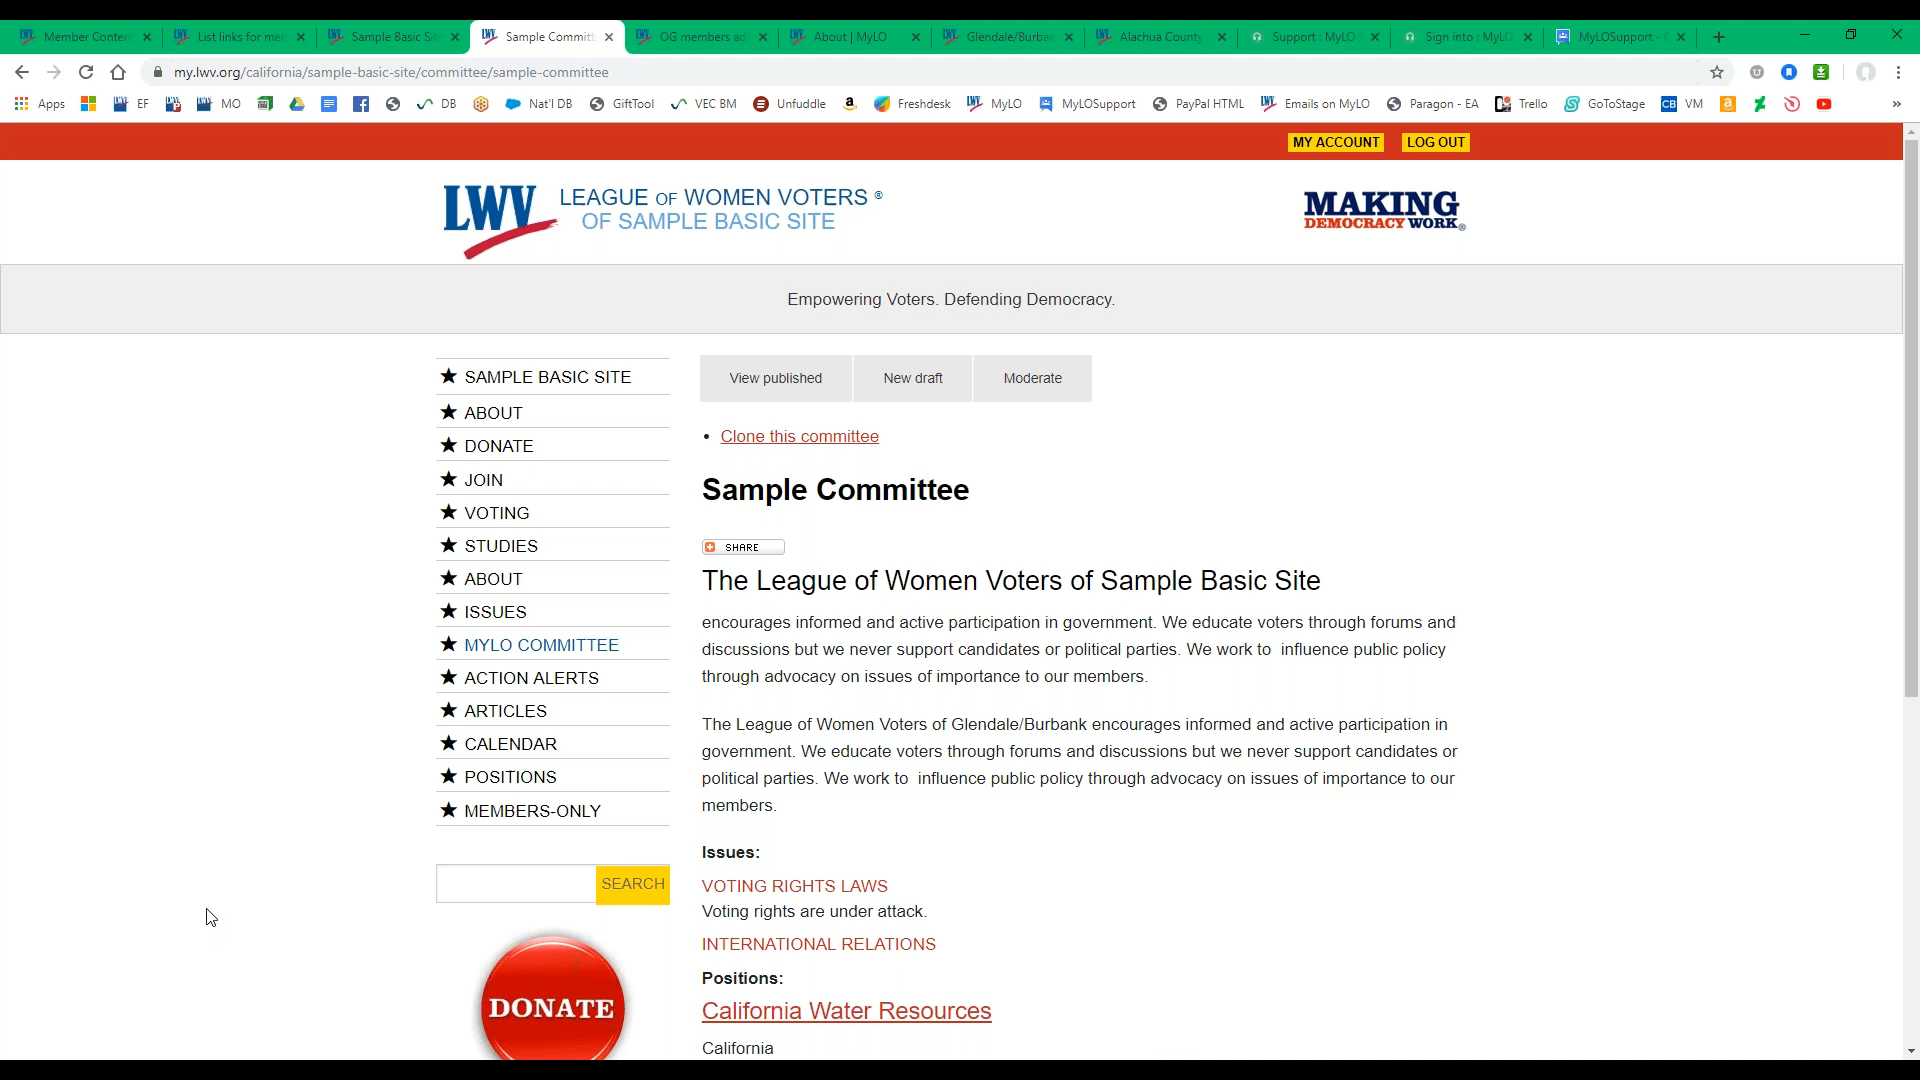 Member Conten
List links for me
Sample Basic Sit
Sample Committ
OG members ad
About | MyLO
Glendale/Burba
Alachua County
Support : MyLO
Sign into : MyLO
MyLOSupport -
my.lwv.org/california/sample-basic-site/committee/sample-committee
Apps EF MO DB Nat'l DB GiftTool VEC BM Unfuddle Freshdesk MyLO MyLOSupport PayPal HTML Emails on MyLO Paragon - EA Trello GoToStage CB VM »
MY ACCOUNT LOG OUT
LWV LEAGUE OF WOMEN VOTERS ®
OF SAMPLE BASIC SITE
MAKING
DEMOCRACY WORK®
Empowering Voters. Defending Democracy.
SAMPLE BASIC SITE
ABOUT
DONATE
JOIN
VOTING
STUDIES
ABOUT
ISSUES
MYLO COMMITTEE
ACTION ALERTS
ARTICLES
CALENDAR
POSITIONS
MEMBERS-ONLY
SEARCH
DONATE
View published New draft Moderate
• Clone this committee
Sample Committee
SHARE
The League of Women Voters of Sample Basic Site
encourages informed and active participation in government. We educate voters through forums and
discussions but we never support candidates or political parties. We work to influence public policy
through advocacy on issues of importance to our members.
The League of Women Voters of Glendale/Burbank encourages informed and active participation in
government. We educate voters through forums and discussions but we never support candidates or
political parties. We work to influence public policy through advocacy on issues of importance to our
members.
Issues:
VOTING RIGHTS LAWS
Voting rights are under attack.
INTERNATIONAL RELATIONS
Positions:
California Water Resources
California